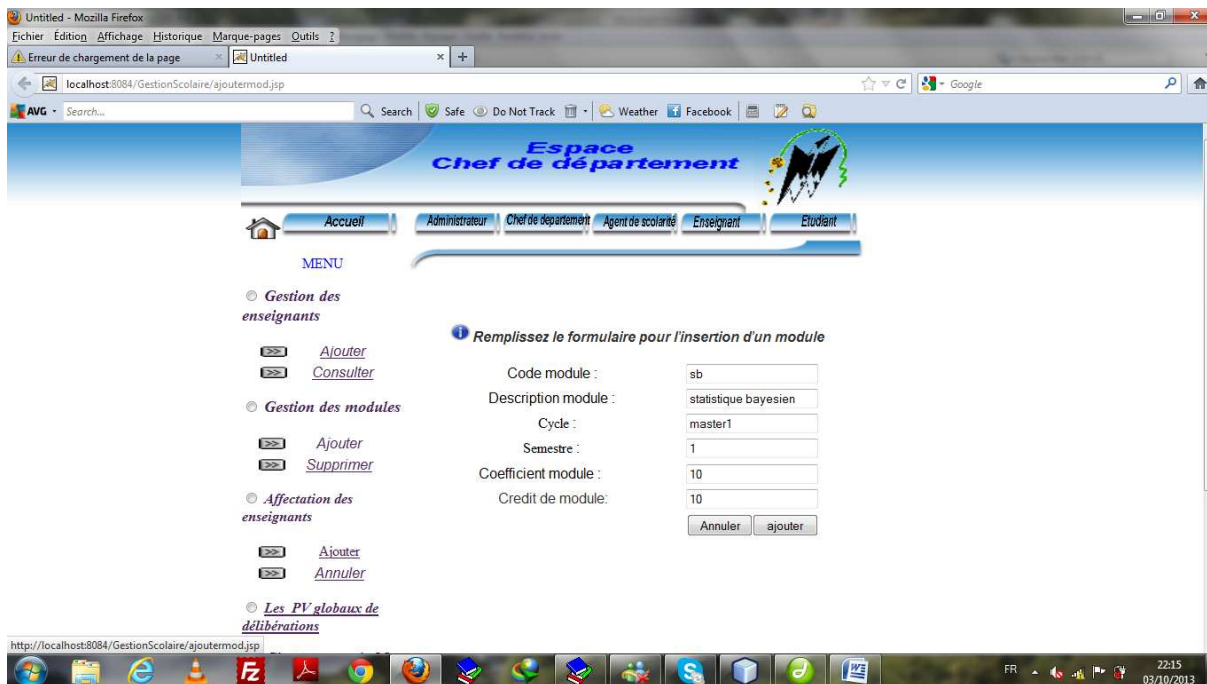 Untitled - Mozilla Firefox
Fichier Édition Affichage Historique Marque-pages Outils ?
Erreur de chargement de la page
Untitled
localhost:8084/GestionScolaire/ajoutermod.jsp
Google
AVG Search... Search Safe Do Not Track Weather Facebook
Espace
Chef de département
Accueil Administrateur Chef de departement Agent de scolarité Enseignant Etudiant
MENU
Gestion des
enseignants
Ajouter
Consulter
Gestion des modules
Ajouter
Supprimer
Affectation des
enseignants
Ajouter
Annuler
Les PV globaux de
délibérations
Remplissez le formulaire pour l'insertion d'un module
Code module : sb
Description module : statistique bayesien
Cycle : master1
Semestre : 1
Coefficient module : 10
Credit de module: 10
Annuler ajouter
http://localhost:8084/GestionScolaire/ajoutermod.jsp
FR
22:15
03/10/2013